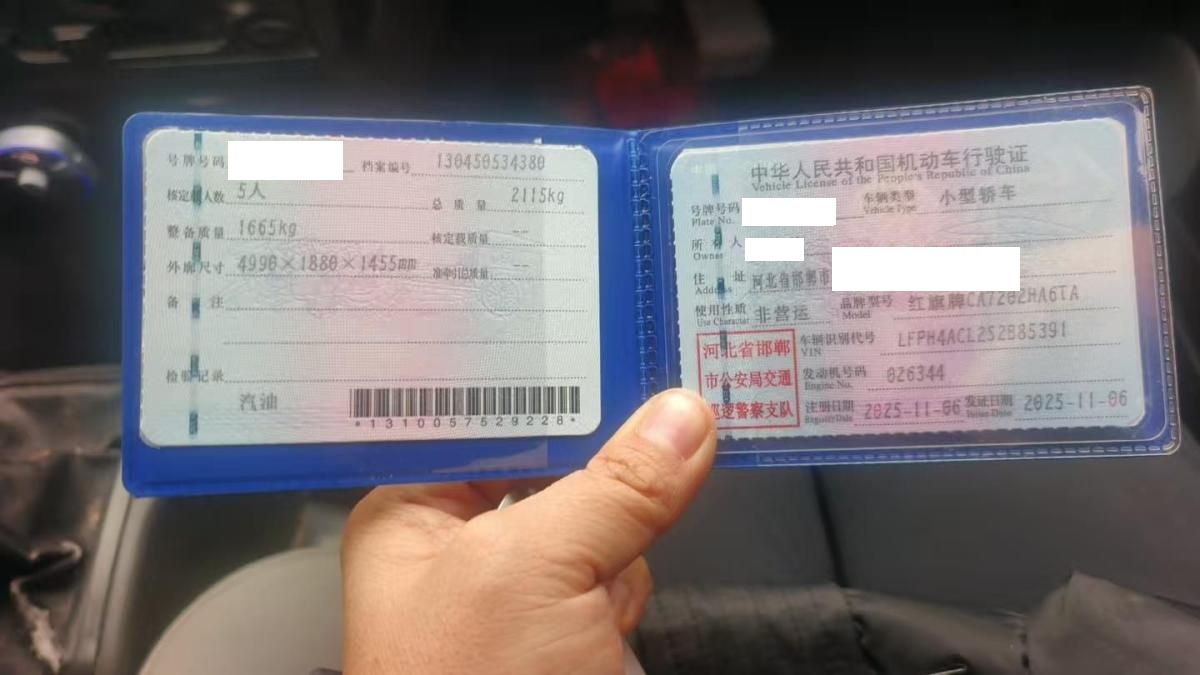 号牌号码
档案编号 130450534380
核定载人数 5人
总质量 2115kg
整备质量 1665kg
核定载质量 --
外廓尺寸 4990×1880×1455mm
准牵引总质量 --
备注
检验记录
汽油
*1310057529228*
中华人民共和国机动车行驶证
Vehicle License of the People's Republic of China
号牌号码
Plate No.
车辆类型 小型轿车
Vehicle Type
所有人
Owner
住址 河北省邯郸市
Address
使用性质 非营运
Use Character
品牌型号 红旗牌CA7202HA6TA
Model
河北省邯郸
市公安局交通
巡逻警察支队
车辆识别代号 LFPH4ACL2S2B85391
VIN
发动机号码 026344
Engine No.
注册日期 2025-11-06
Register Date
发证日期 2025-11-06
Issue Date